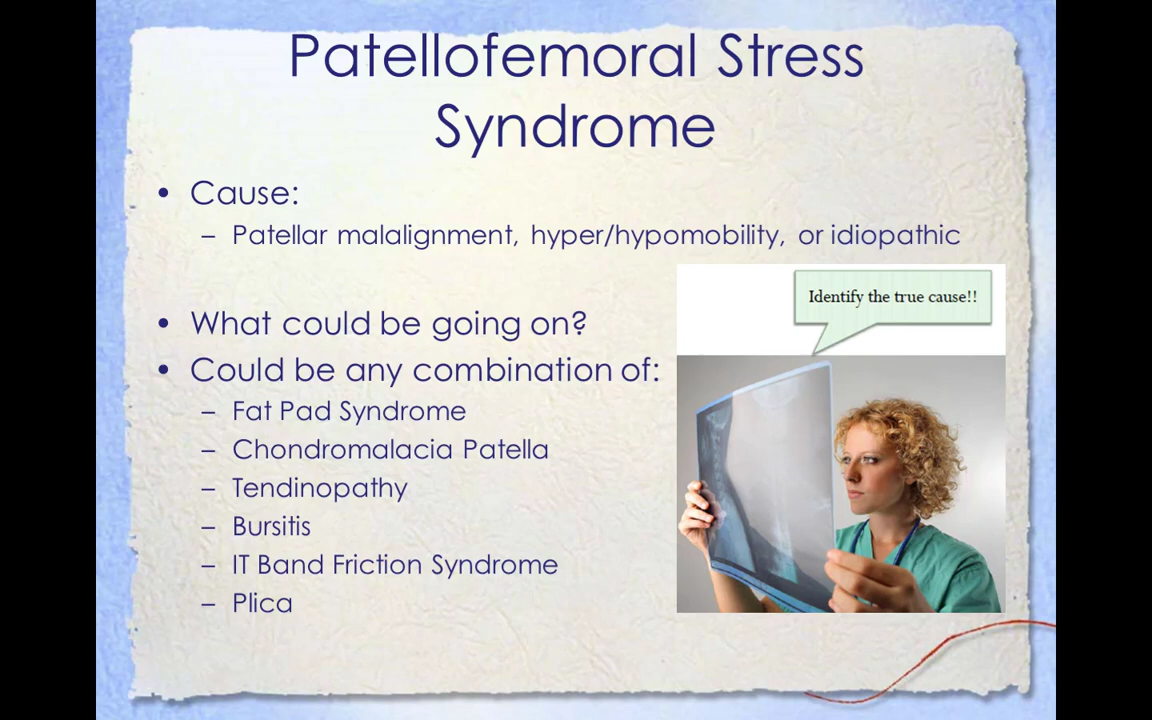 Patellofemoral Stress
Syndrome
• Cause:
– Patellar malalignment, hyper/hypomobility, or idiopathic
Identify the true cause!!
• What could be going on?
• Could be any combination of:
– Fat Pad Syndrome
– Chondromalacia Patella
– Tendinopathy
– Bursitis
– IT Band Friction Syndrome
– Plica